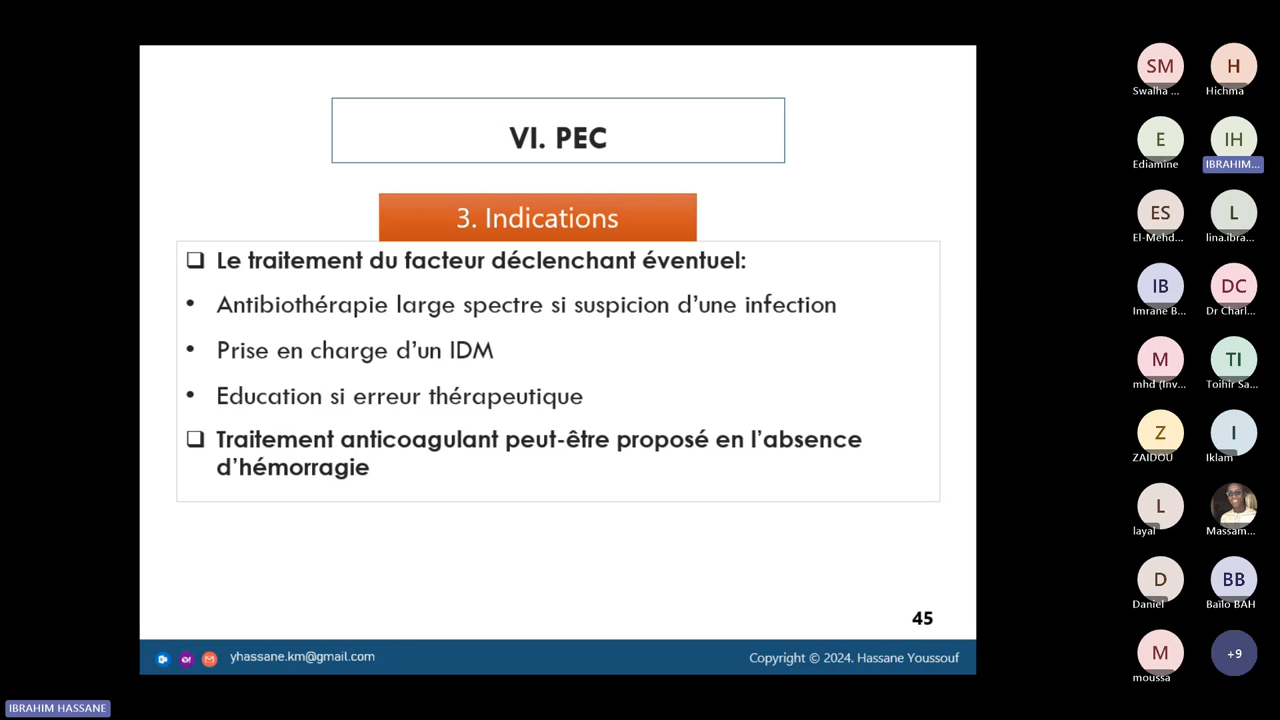 VI. PEC
3. Indications
❑ Le traitement du facteur déclenchant éventuel:
• Antibiothérapie large spectre si suspicion d'une infection
• Prise en charge d'un IDM
• Education si erreur thérapeutique
❑ Traitement anticoagulant peut-être proposé en l'absence
d'hémorragie
45
yhassane.km@gmail.com
Copyright © 2024. Hassane Youssouf
SM
H
Swalha ...
Hichma
E
IH
Ediamine
IBRAHIM...
ES
L
El-Mehd...
lina.ibra...
IB
DC
Imrane B...
Dr Charl...
M
TI
mhd (Inv...
Toihir Sa...
Z
I
ZAIDOU
Iklam
L
layal
Massam...
D
BB
Daniel
Bailo BAH
M
+9
moussa
IBRAHIM HASSANE